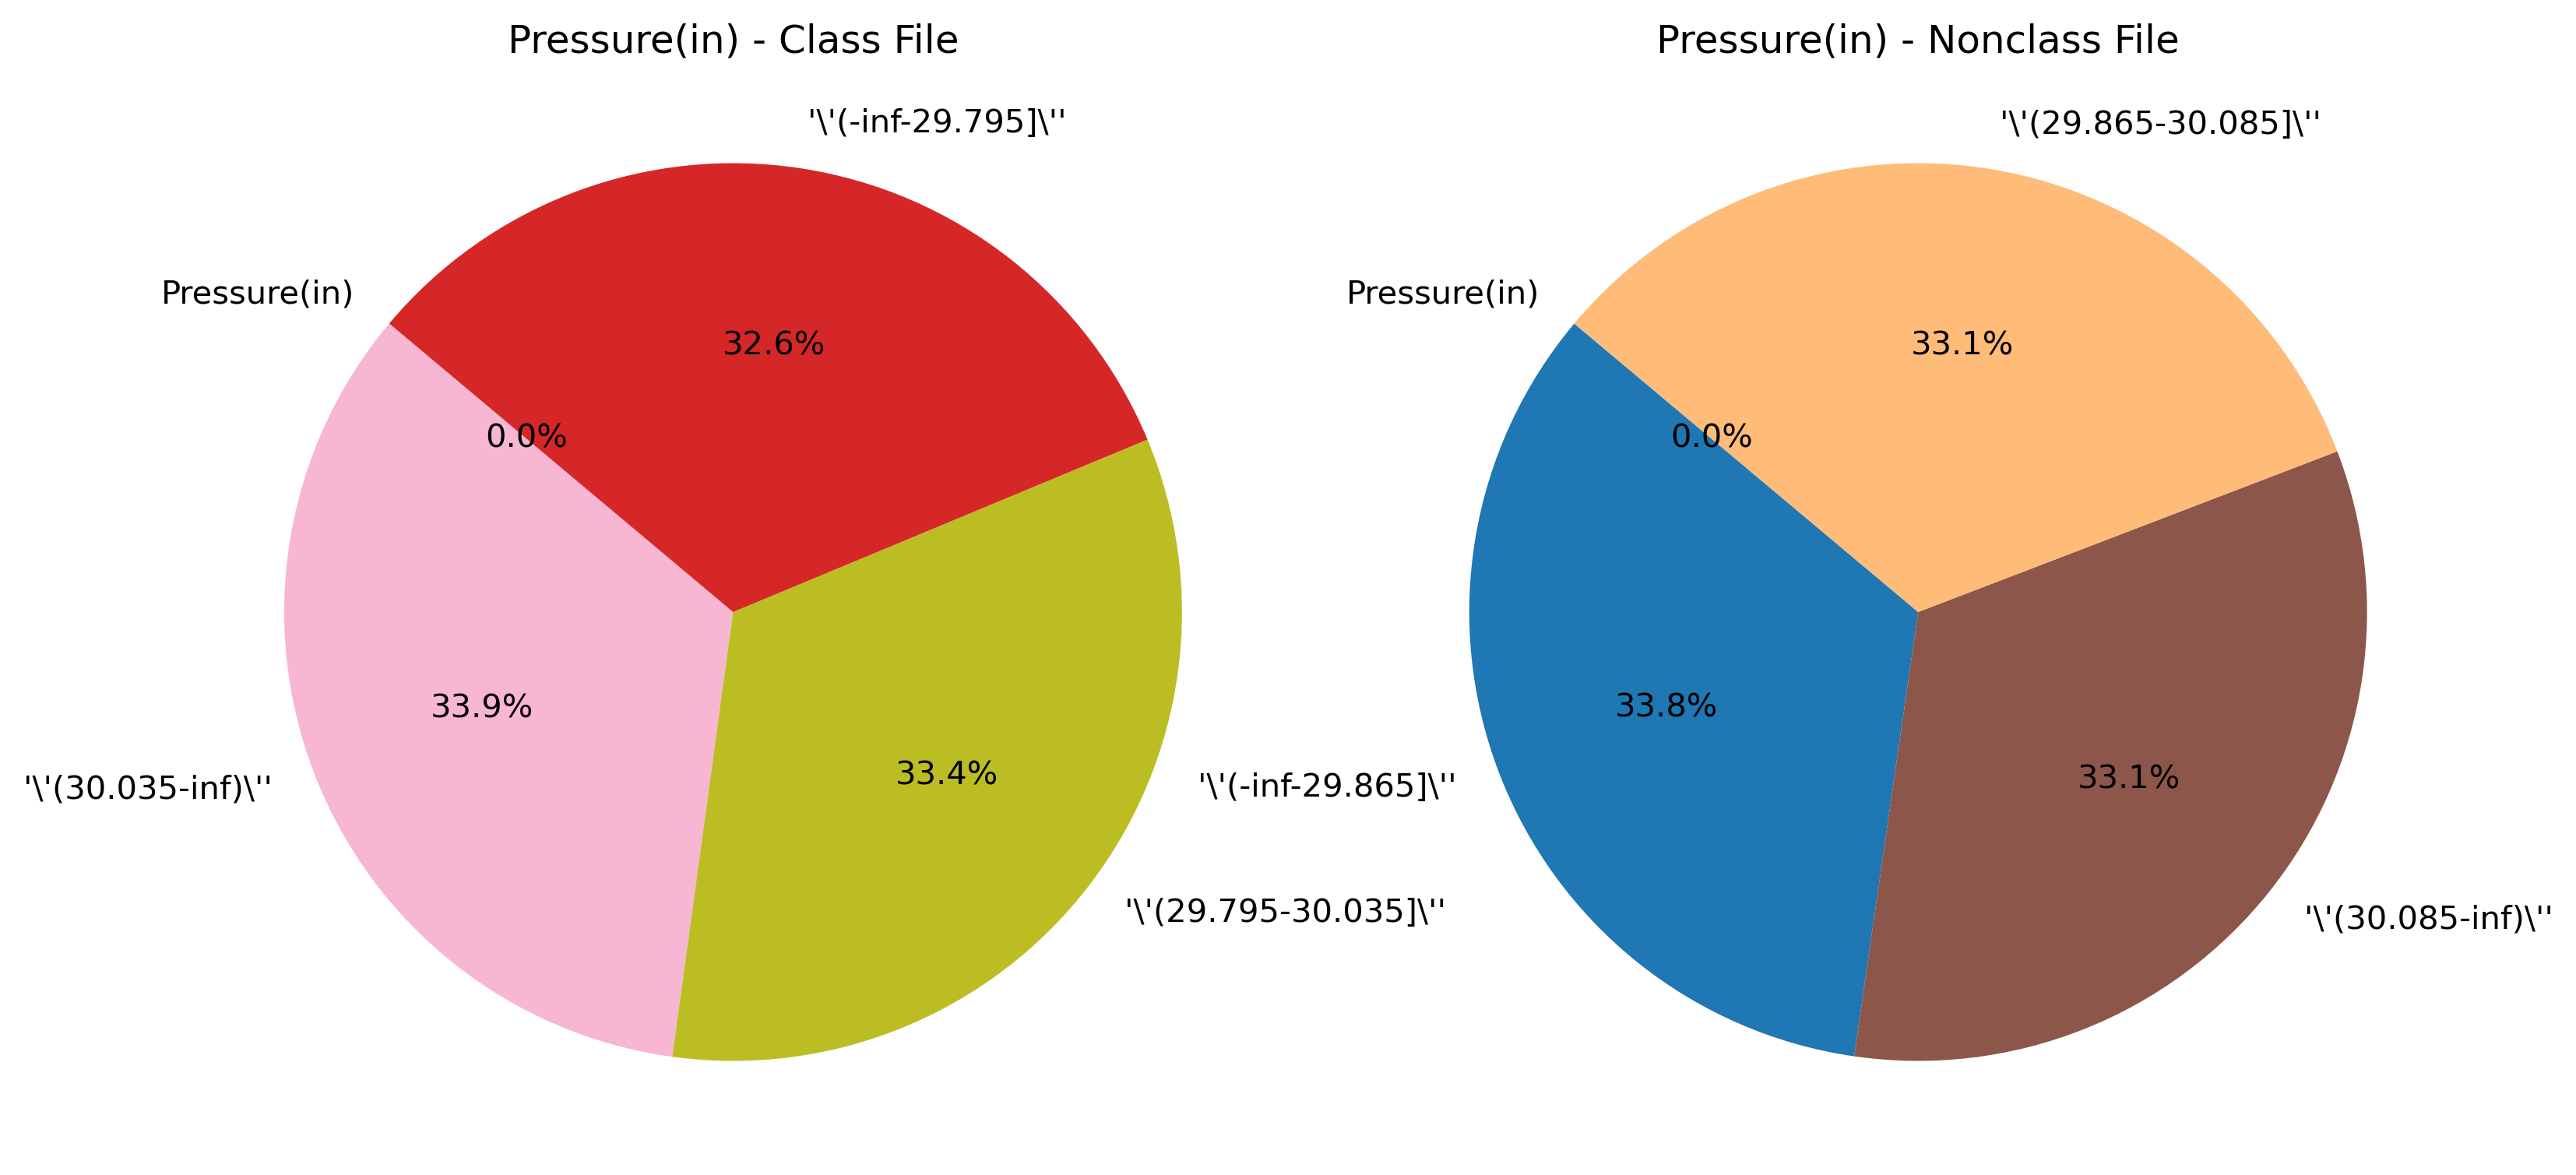 Pressure(in) - Class File
'\'(-inf-29.795]\''
Pressure(in)
32.6%
0.0%
33.9%
33.4%
'\'(30.035-inf)\''
'\'(29.795-30.035]\''
Pressure(in) - Nonclass File
'\'(29.865-30.085]\''
Pressure(in)
33.1%
0.0%
33.8%
33.1%
'\'(-inf-29.865]\''
'\'(30.085-inf)\''